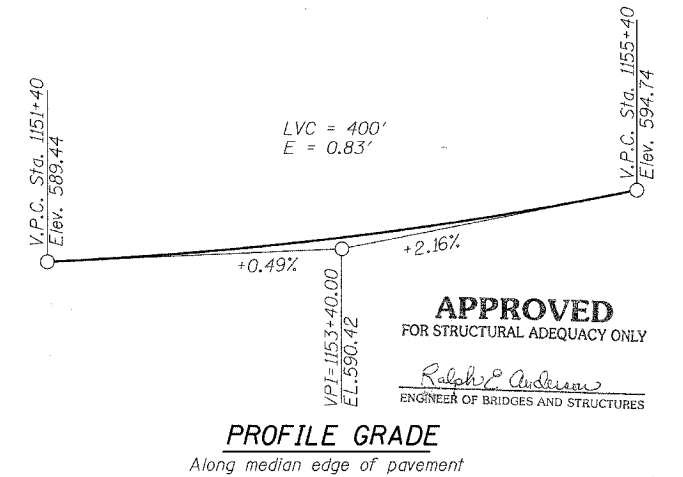 V.P.C. Sta. 1151+40
Elev. 589.44
LVC = 400'
E = 0.83'
V.P.C. Sta. 1155+40
Elev. 594.74
+0.49%
+2.16%
VPI=1153+40.00
EL.590.42
APPROVED
FOR STRUCTURAL ADEQUACY ONLY
Ralph E. Anderson
ENGINEER OF BRIDGES AND STRUCTURES
PROFILE GRADE
Along median edge of pavement